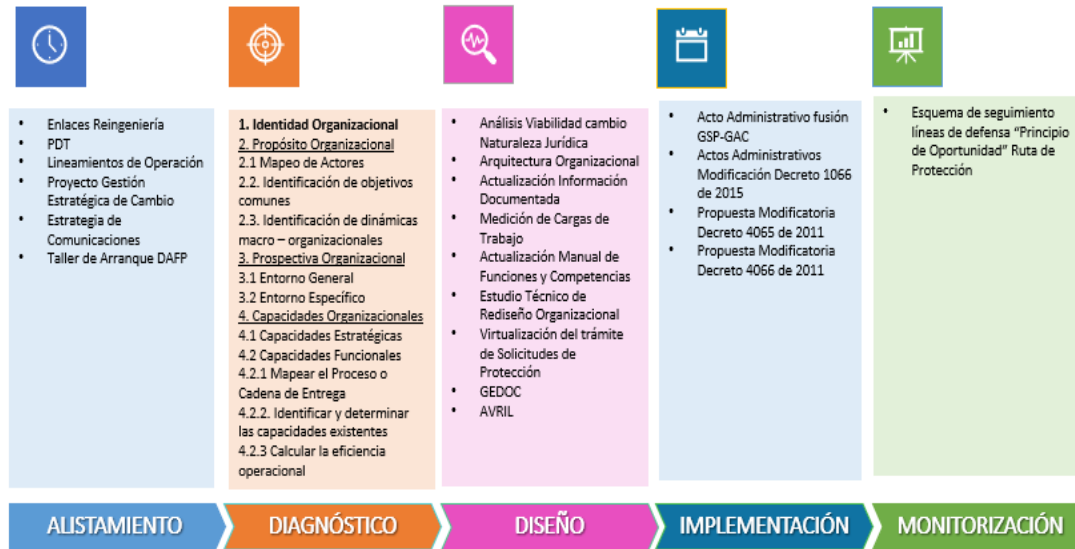 • Enlaces Reingeniería
• PDT
• Lineamientos de Operación
• Proyecto Gestión
Estratégica de Cambio
• Estrategia de
Comunicaciones
• Taller de Arranque DAFP
1. Identidad Organizacional
2. Propósito Organizacional
2.1 Mapeo de Actores
2.2. Identificación de objetivos
comunes
2.3. Identificación de dinámicas
macro – organizacionales
3. Prospectiva Organizacional
3.1 Entorno General
3.2 Entorno Específico
4. Capacidades Organizacionales
4.1 Capacidades Estratégicas
4.2 Capacidades Funcionales
4.2.1 Mapear el Proceso o
Cadena de Entrega
4.2.2. Identificar y determinar
las capacidades existentes
4.2.3 Calcular la eficiencia
operacional
• Análisis Viabilidad cambio
Naturaleza Jurídica
• Arquitectura Organizacional
• Actualización Información
Documentada
• Medición de Cargas de
Trabajo
• Actualización Manual de
Funciones y Competencias
• Estudio Técnico de
Rediseño Organizacional
• Virtualización del trámite
de Solicitudes de
Protección
• GEDOC
• AVRIL
• Acto Administrativo fusión
GSP-GAC
• Actos Administrativos
Modificación Decreto 1066
de 2015
• Propuesta Modificatoria
Decreto 4065 de 2011
• Propuesta Modificatoria
Decreto 4066 de 2011
• Esquema de seguimiento
líneas de defensa “Principio
de Oportunidad” Ruta de
Protección
ALISTAMIENTO
DIAGNÓSTICO
DISEÑO
IMPLEMENTACIÓN
MONITORIZACIÓN